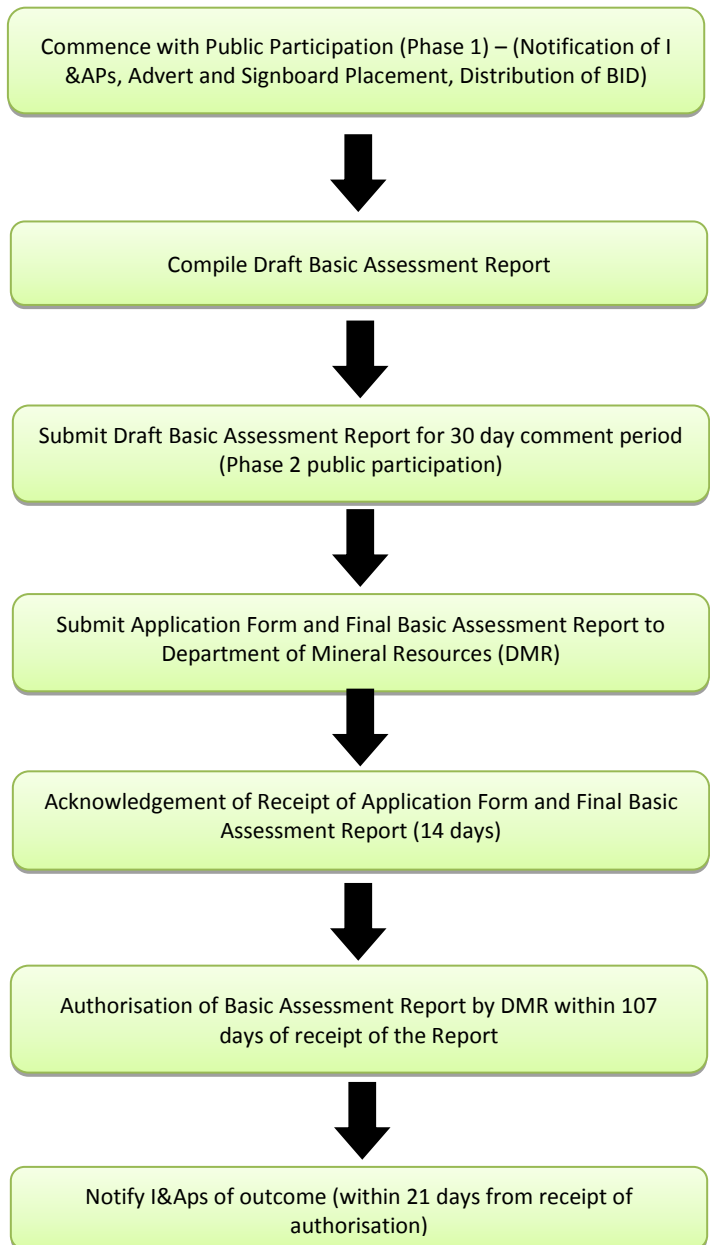 Commence with Public Participation (Phase 1) – (Notification of I
&APs, Advert and Signboard Placement, Distribution of BID)
Compile Draft Basic Assessment Report
Submit Draft Basic Assessment Report for 30 day comment period
(Phase 2 public participation)
Submit Application Form and Final Basic Assessment Report to
Department of Mineral Resources (DMR)
Acknowledgement of Receipt of Application Form and Final Basic
Assessment Report (14 days)
Authorisation of Basic Assessment Report by DMR within 107
days of receipt of the Report
Notify I&Aps of outcome (within 21 days from receipt of
authorisation)